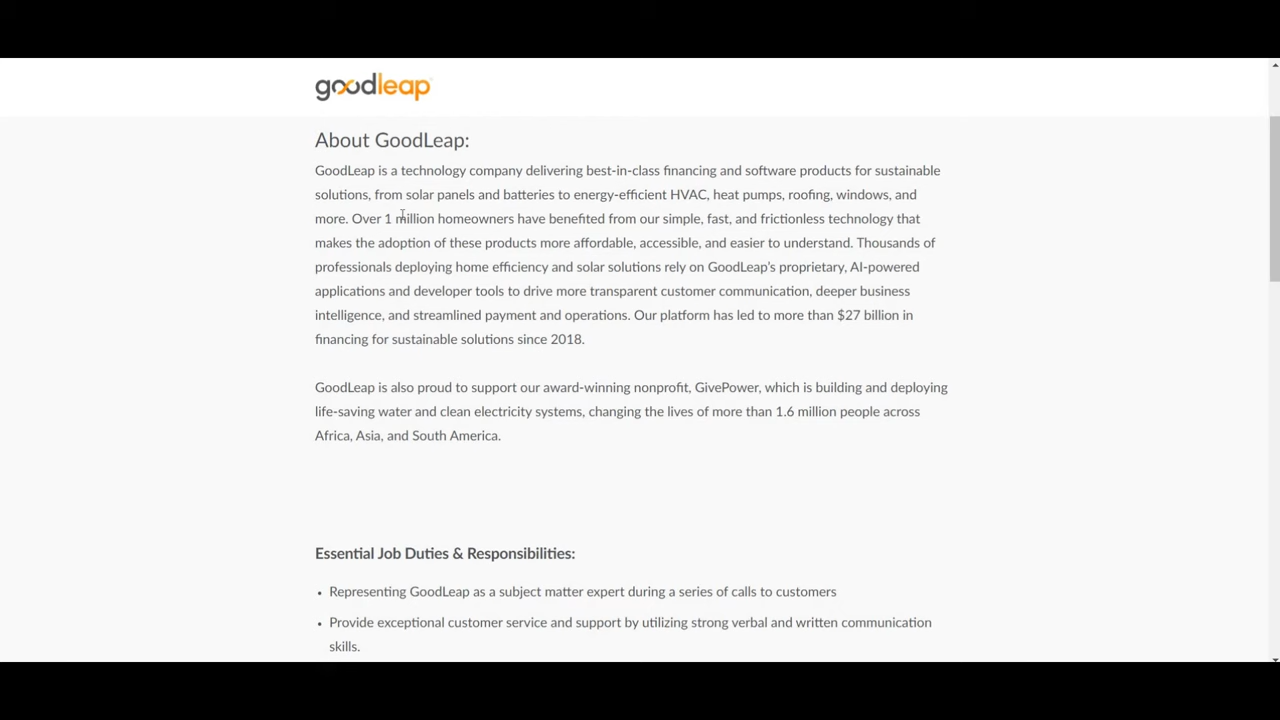 goodleap
About GoodLeap:
GoodLeap is a technology company delivering best-in-class financing and software products for sustainable
solutions, from solar panels and batteries to energy-efficient HVAC, heat pumps, roofing, windows, and
more. Over 1 million homeowners have benefited from our simple, fast, and frictionless technology that
makes the adoption of these products more affordable, accessible, and easier to understand. Thousands of
professionals deploying home efficiency and solar solutions rely on GoodLeap's proprietary, AI-powered
applications and developer tools to drive more transparent customer communication, deeper business
intelligence, and streamlined payment and operations. Our platform has led to more than $27 billion in
financing for sustainable solutions since 2018.
GoodLeap is also proud to support our award-winning nonprofit, GivePower, which is building and deploying
life-saving water and clean electricity systems, changing the lives of more than 1.6 million people across
Africa, Asia, and South America.
Essential Job Duties & Responsibilities:
• Representing GoodLeap as a subject matter expert during a series of calls to customers
• Provide exceptional customer service and support by utilizing strong verbal and written communication
skills.